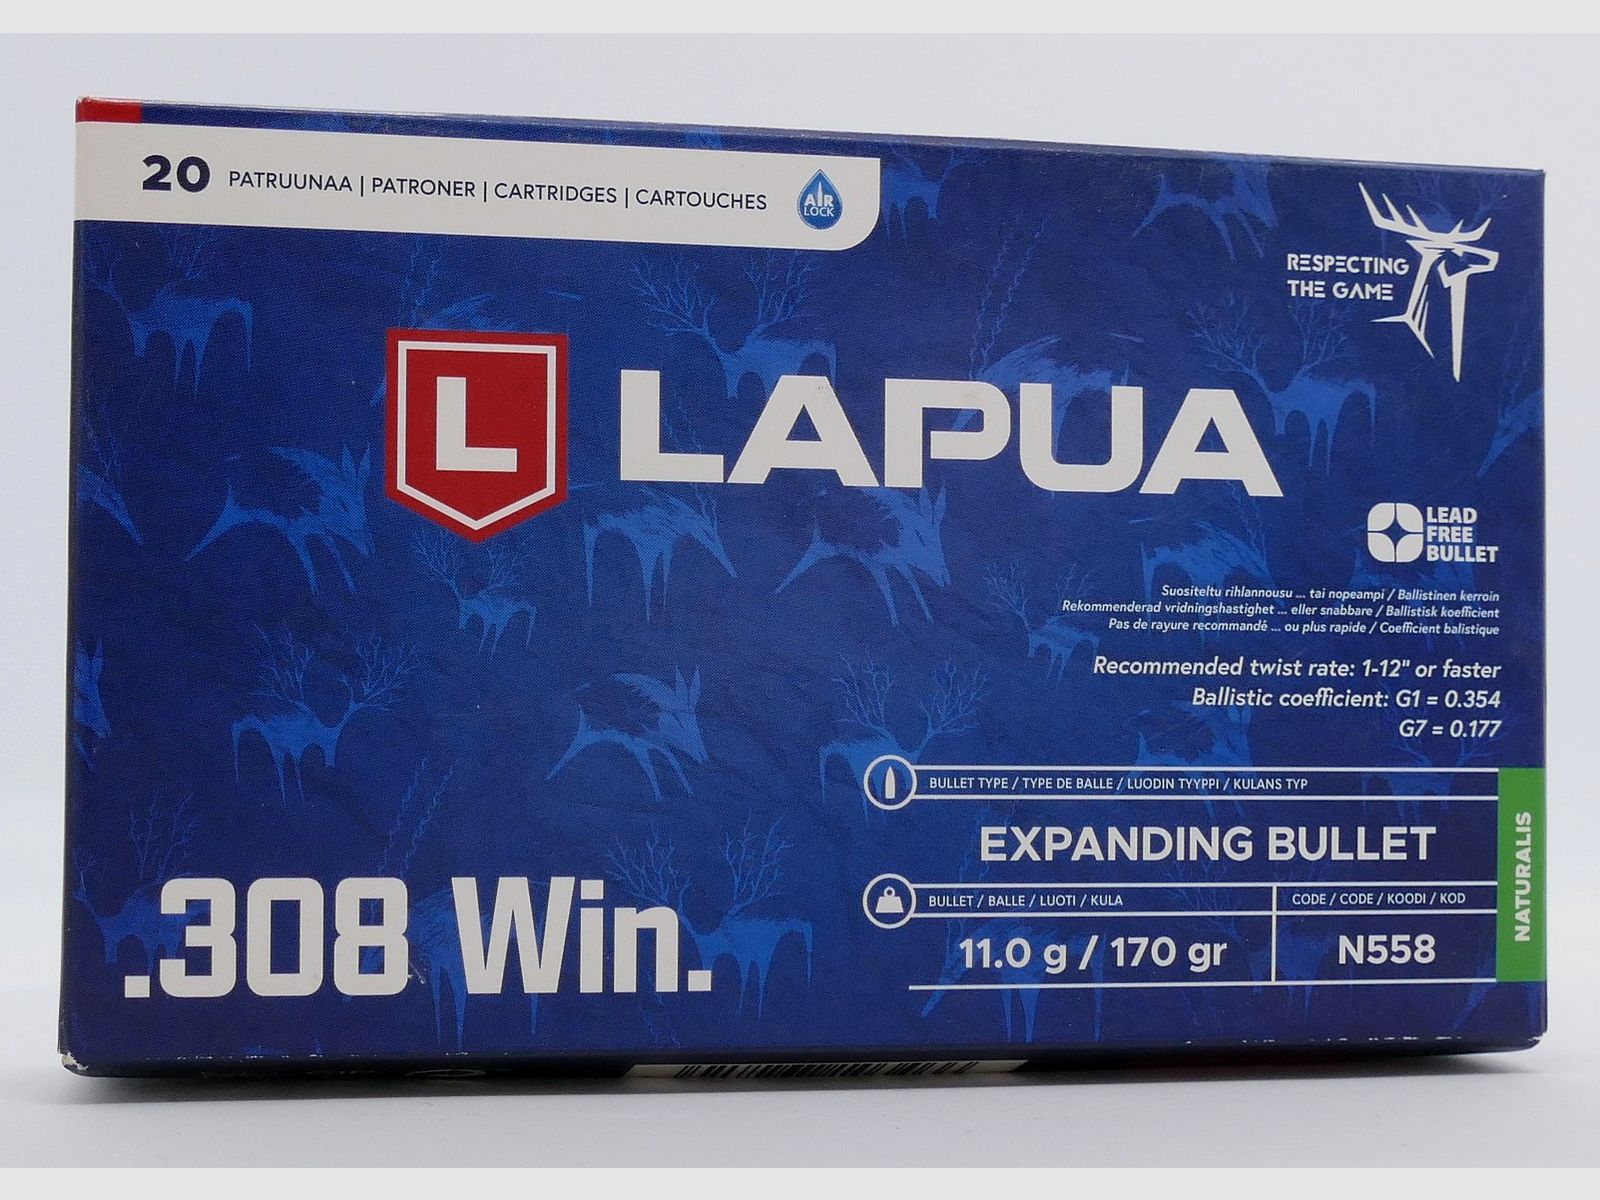 20 PATRUUNAA | PATRONER | CARTRIDGES | CARTOUCHES
AIR
LOCK
RESPECTING
THE GAME
L LAPUA
LEAD
FREE
BULLET
Suositeltu rihlannousu ... tai nopeampi / Ballistinen kerroin
Rekommenderad vridningshastighet ... eller snabbare / Ballistisk koefficient
Pas de rayure recommandé ... ou plus rapide / Coefficient balistique
Recommended twist rate: 1-12" or faster
Ballistic coefficient: G1 = 0.354
G7 = 0.177
BULLET TYPE / TYPE DE BALLE / LUODIN TYYPPI / KULANS TYP
EXPANDING BULLET
NATURALIS
BULLET / BALLE / LUOTI / KULA
CODE / CODE / KOODI / KOD
11.0 g / 170 gr
N558
.308 Win.